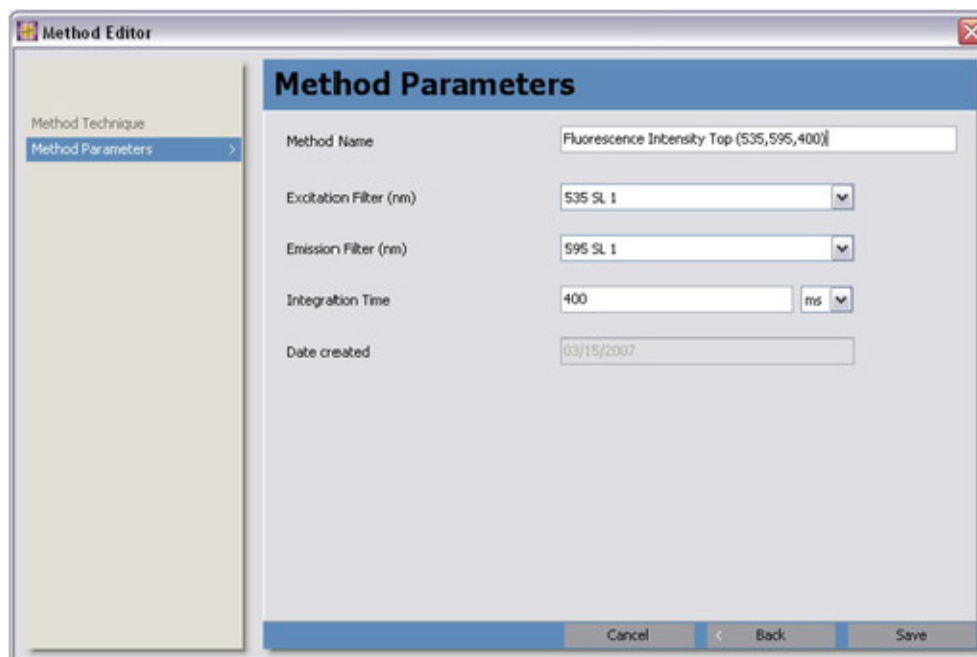 Method Editor
Method Technique
Method Parameters >
Method Parameters
Method Name Fluorescence Intensity Top (535,595,400)
Excitation Filter (nm) 535 SL 1
Emission Filter (nm) 595 SL 1
Integration Time 400 ms
Date created 03/15/2007
Cancel < Back Save